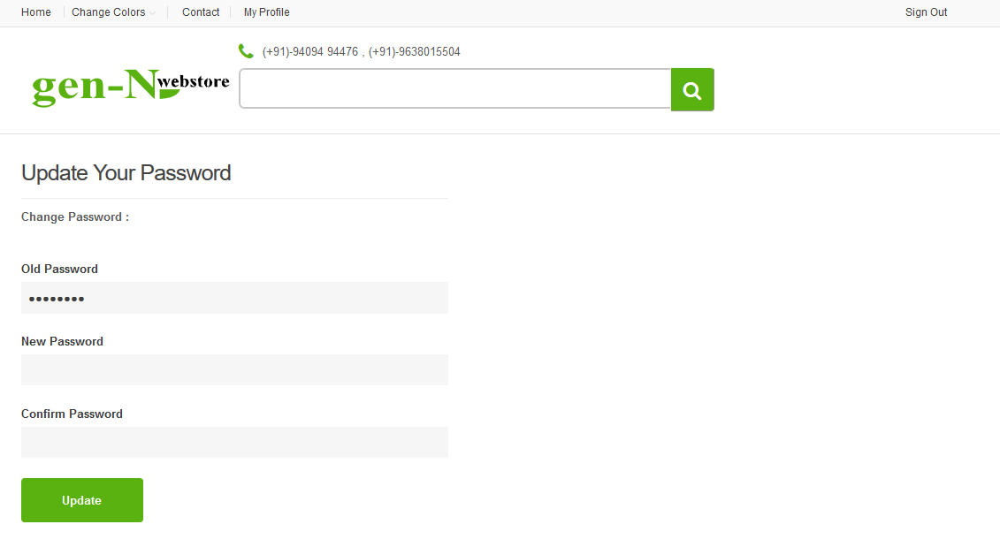 Home Change Colors Contact My Profile Sign Out
(+91)-94094 94476 , (+91)-9638015504
gen-N webstore
Update Your Password
Change Password :
Old Password
••••••••
New Password
Confirm Password
Update